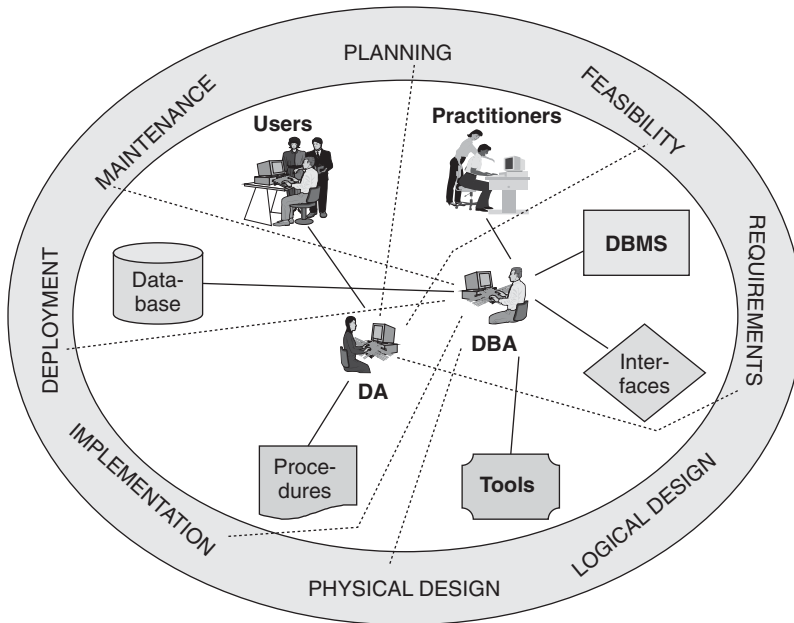 PLANNING
FEASIBILITY
REQUIREMENTS
LOGICAL DESIGN
PHYSICAL DESIGN
IMPLEMENTATION
DEPLOYMENT
MAINTENANCE
Users
Practitioners
DBMS
Data-
base
DBA
Inter-
faces
DA
Proce-
dures
Tools